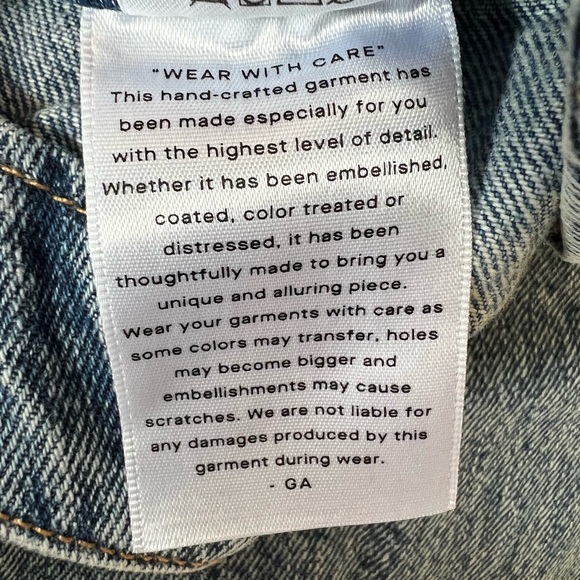 "WEAR WITH CARE"
This hand-crafted garment has
been made especially for you
with the highest level of detail.
Whether it has been embellished,
coated, color treated or
distressed, it has been
thoughtfully made to bring you a
unique and alluring piece.
Wear your garments with care as
some colors may transfer, holes
may become bigger and
embellishments may cause
scratches. We are not liable for
any damages produced by this
garment during wear.
- GA